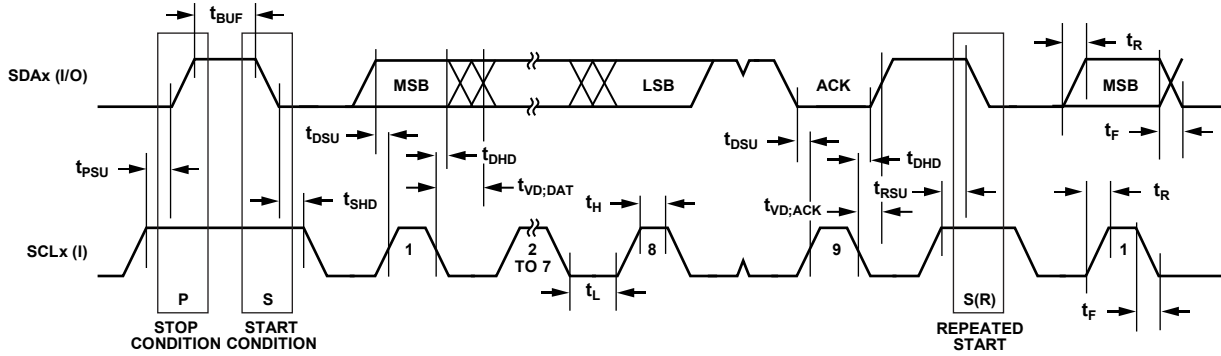 tBUF
SDAx (I/O)
MSB
LSB
ACK
tR
MSB
tF
tDSU
tDHD
tVD;DAT
tPSU
tSHD
tH
tDSU
tDHD
tRSU
tVD;ACK
tR
SCLx (I)
1
2
TO 7
8
9
1
tL
tF
P
S
S(R)
STOP
CONDITION
START
CONDITION
REPEATED
START